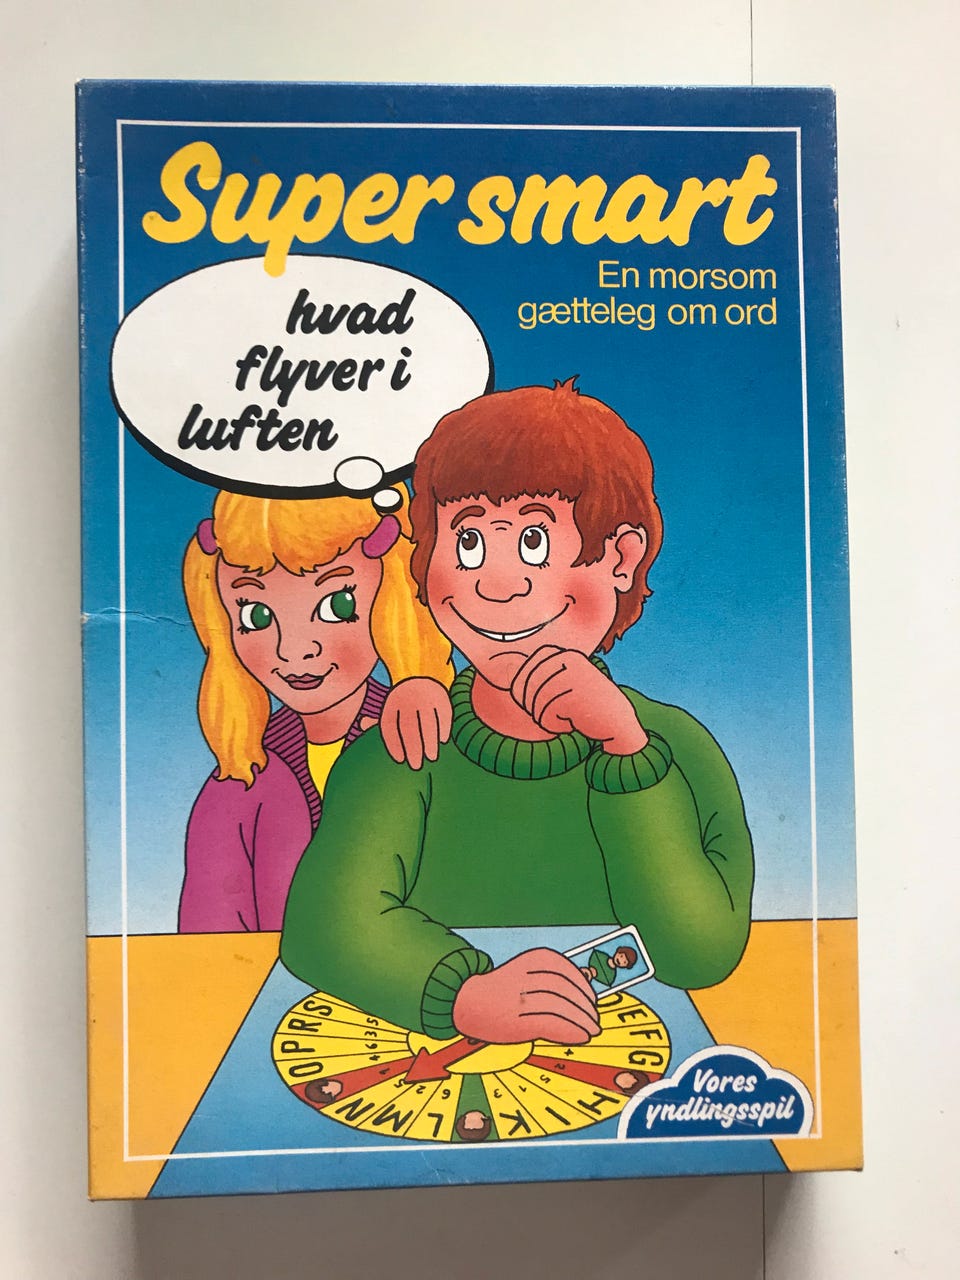 Super smart
En morsom
gætteleg om ord
hvad
flyver i
luften
O P R S
D E F G
N M L K I H
Vores
yndlingsspil